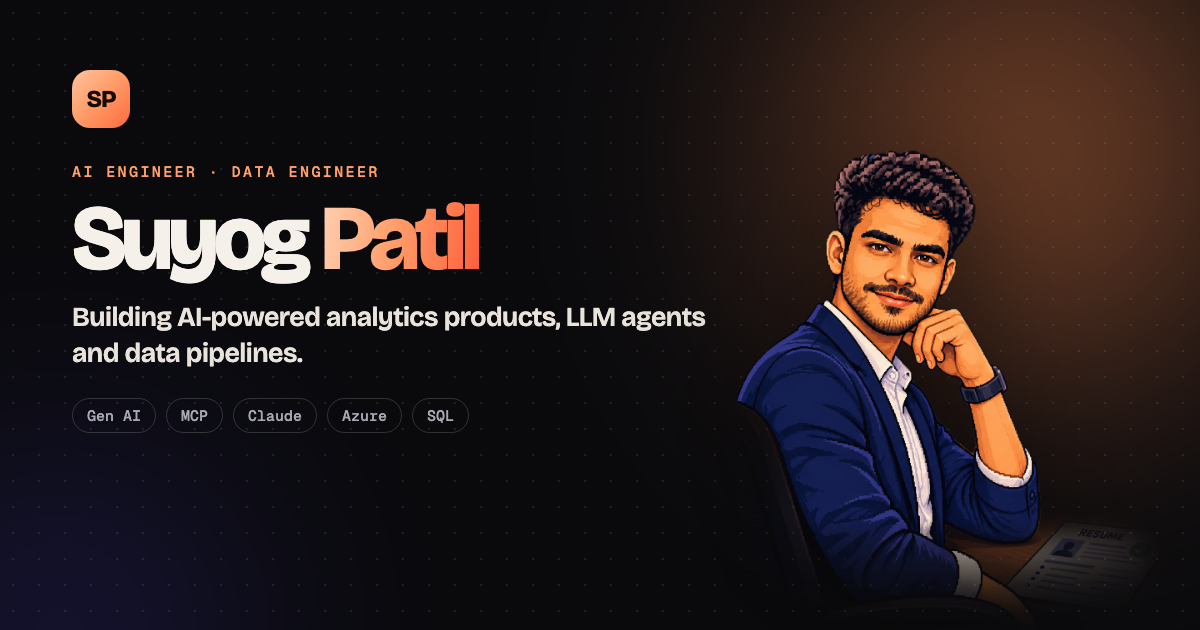 SP
AI ENGINEER · DATA ENGINEER
Suyog Patil
Building AI-powered analytics products, LLM agents
and data pipelines.
Gen AI MCP Claude Azure SQL
RESUME